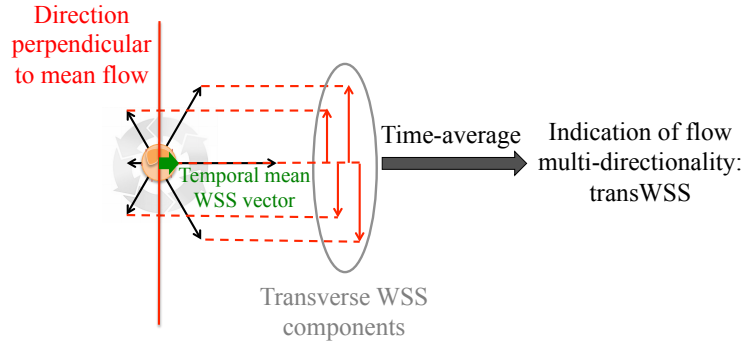 Direction
perpendicular
to mean flow
Temporal mean
WSS vector
Transverse WSS
components
Time-average
Indication of flow
multi-directionality:
transWSS